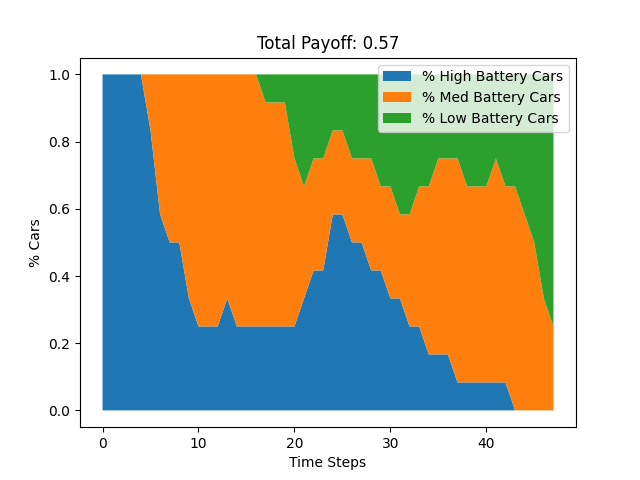 Total Payoff: 0.57
% High Battery Cars
% Med Battery Cars
% Low Battery Cars
1.0
0.8
0.6
0.4
0.2
0.0
% Cars
0 10 20 30 40
Time Steps